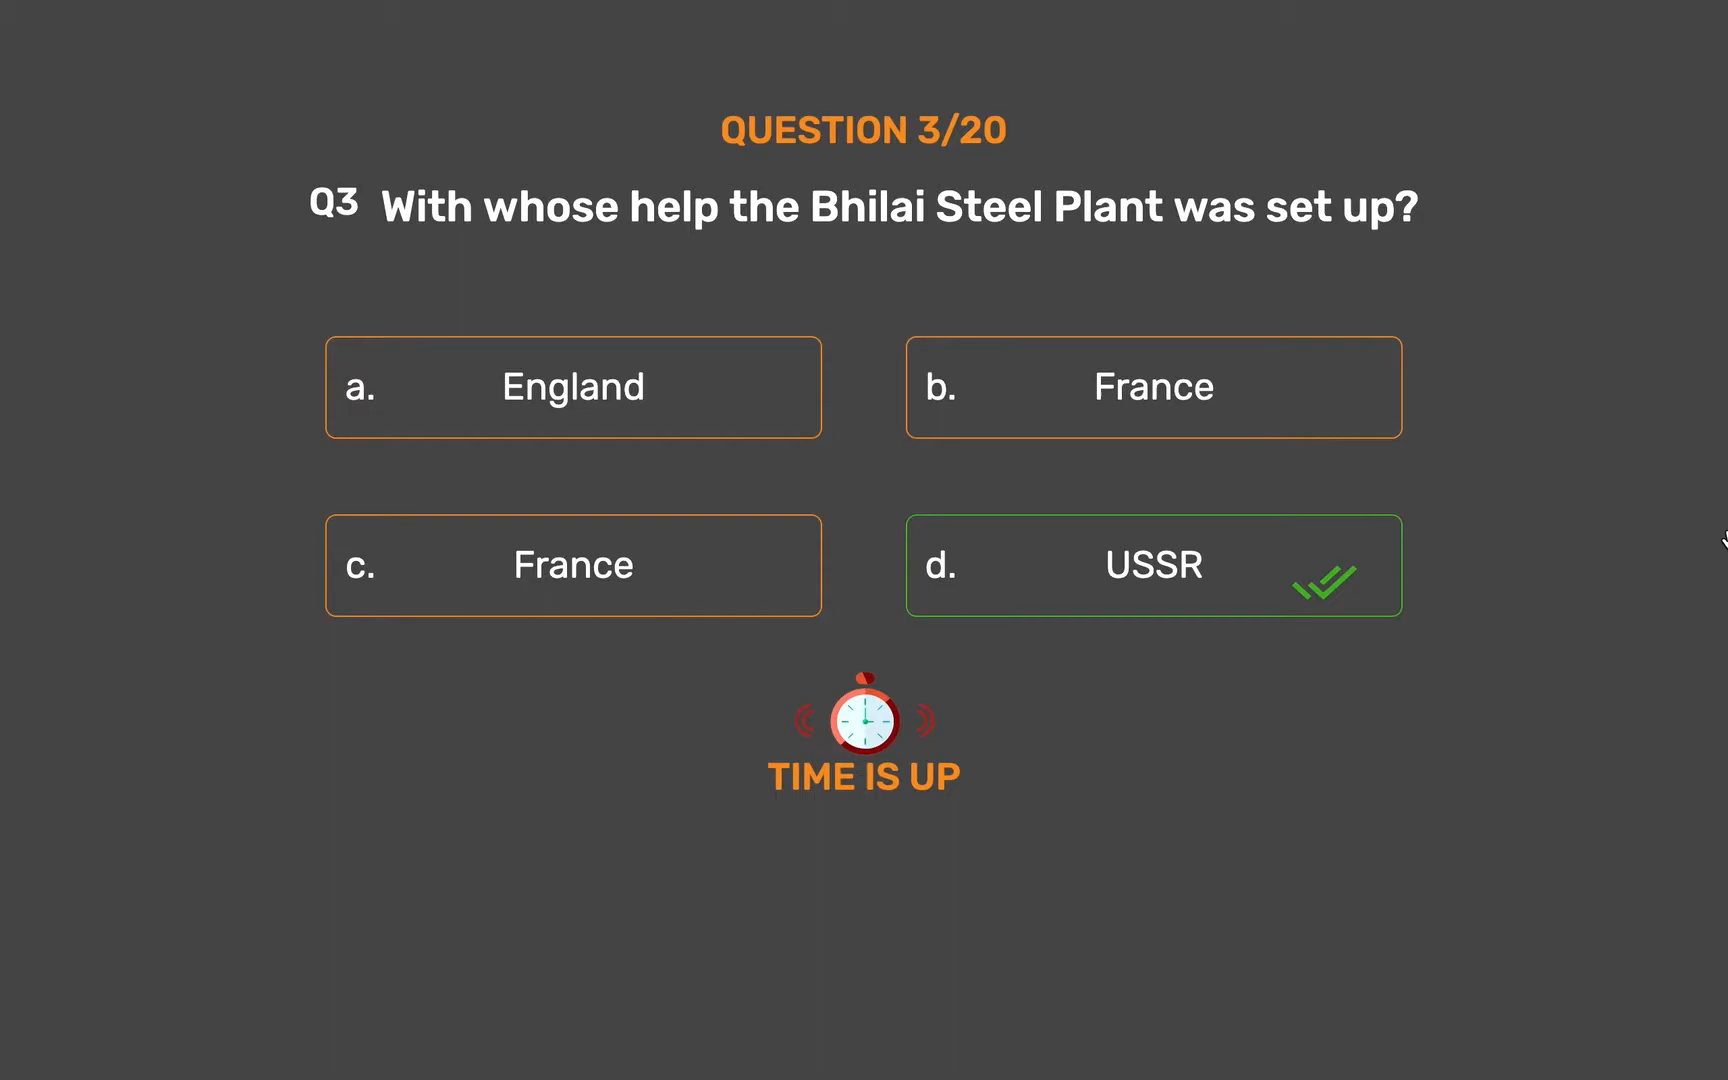 QUESTION 3/20
Q3 With whose help the Bhilai Steel Plant was set up?
a. England
b. France
c. France
d. USSR
TIME IS UP